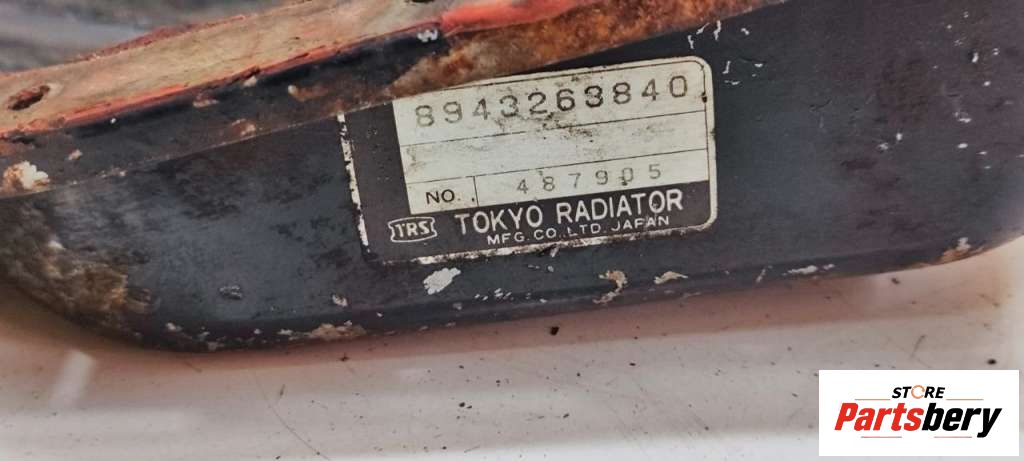 8943263840
NO. 487905
TRS TOKYO RADIATOR
MFG.CO.,LTD.JAPAN
STORE
Partsbery